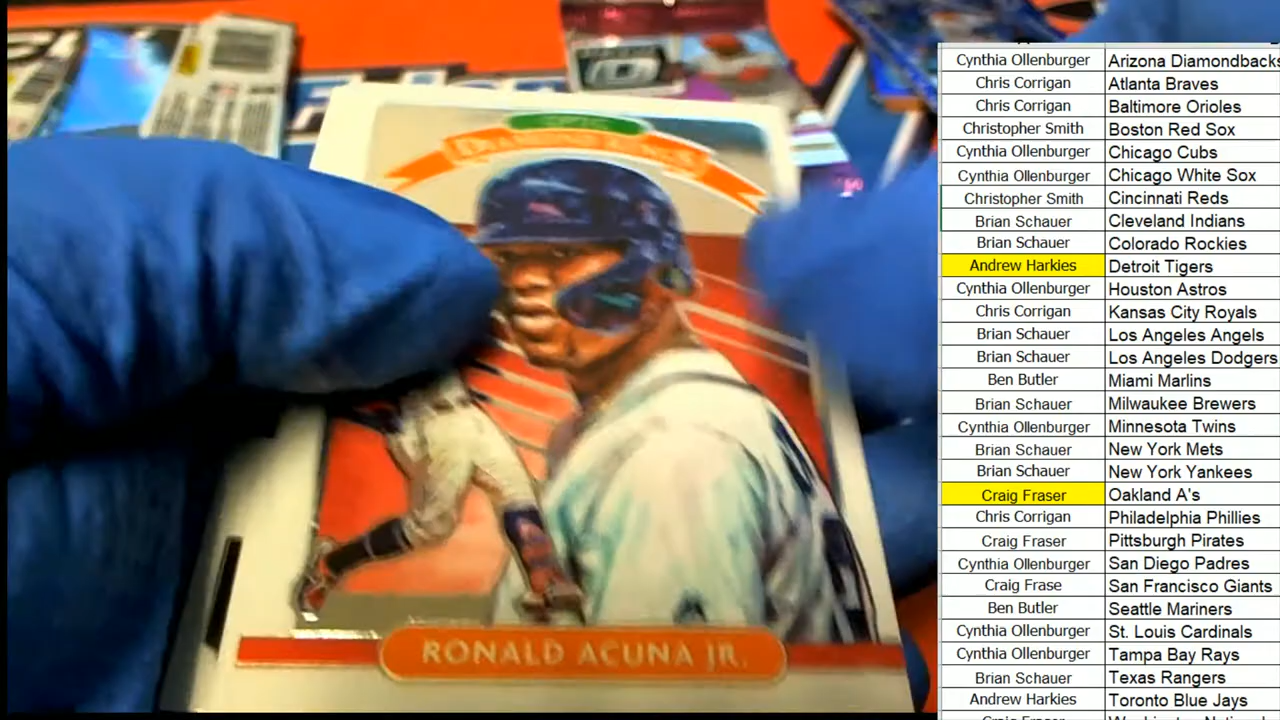 DIAMOND KINGS
RONALD ACUNA JR.
Cynthia Ollenburger Arizona Diamondbacks
Chris Corrigan Atlanta Braves
Chris Corrigan Baltimore Orioles
Christopher Smith Boston Red Sox
Cynthia Ollenburger Chicago Cubs
Cynthia Ollenburger Chicago White Sox
Christopher Smith Cincinnati Reds
Brian Schauer Cleveland Indians
Brian Schauer Colorado Rockies
Andrew Harkies Detroit Tigers
Cynthia Ollenburger Houston Astros
Chris Corrigan Kansas City Royals
Brian Schauer Los Angeles Angels
Brian Schauer Los Angeles Dodgers
Ben Butler Miami Marlins
Brian Schauer Milwaukee Brewers
Cynthia Ollenburger Minnesota Twins
Brian Schauer New York Mets
Brian Schauer New York Yankees
Craig Fraser Oakland A's
Chris Corrigan Philadelphia Phillies
Craig Fraser Pittsburgh Pirates
Cynthia Ollenburger San Diego Padres
Craig Frase San Francisco Giants
Ben Butler Seattle Mariners
Cynthia Ollenburger St. Louis Cardinals
Cynthia Ollenburger Tampa Bay Rays
Brian Schauer Texas Rangers
Andrew Harkies Toronto Blue Jays